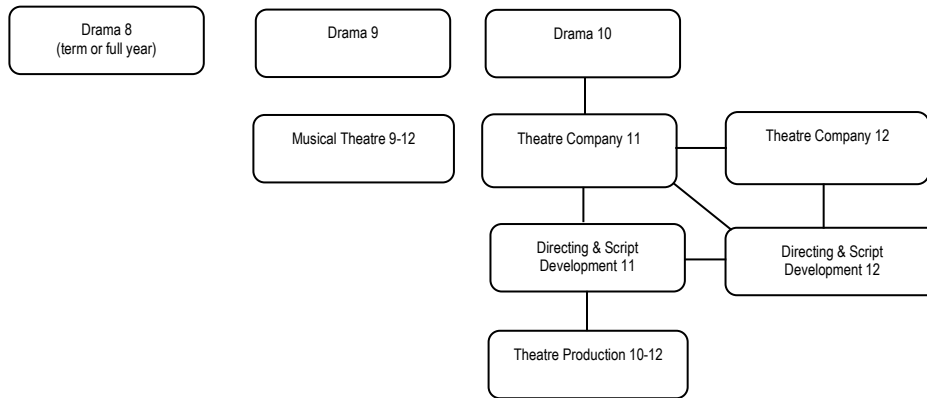 Drama 8
(term or full year)
Drama 9
Drama 10
Musical Theatre 9-12
Theatre Company 11
Theatre Company 12
Directing & Script
Development 11
Directing & Script
Development 12
Theatre Production 10-12